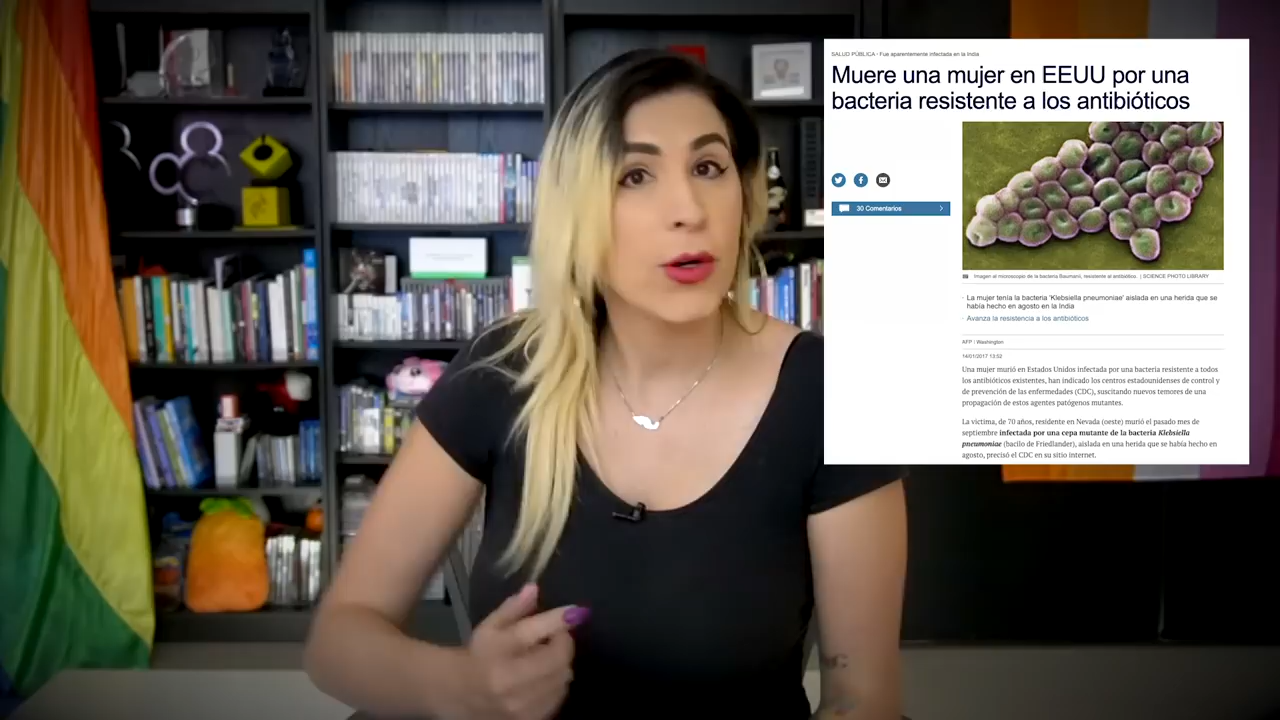 SALUD PÚBLICA · Fue aparentemente infectada en la India
Muere una mujer en EEUU por una
bacteria resistente a los antibióticos
30 Comentarios
Imagen al microscopio de la bacteria Baumanii, resistente al antibiótico. | SCIENCE PHOTO LIBRARY
· La mujer tenía la bacteria 'Klebsiella pneumoniae' aislada en una herida que se
había hecho en agosto en la India
· Avanza la resistencia a los antibióticos
AFP | Washington
14/01/2017 13:52
Una mujer murió en Estados Unidos infectada por una bacteria resistente a todos
los antibióticos existentes, han indicado los centros estadounidenses de control y
de prevención de las enfermedades (CDC), suscitando nuevos temores de una
propagación de estos agentes patógenos mutantes.
La víctima, de 70 años, residente en Nevada (oeste) murió el pasado mes de
septiembre infectada por una cepa mutante de la bacteria Klebsiella
pneumoniae (bacilo de Friedlander), aislada en una herida que se había hecho en
agosto, precisó el CDC en su sitio internet.